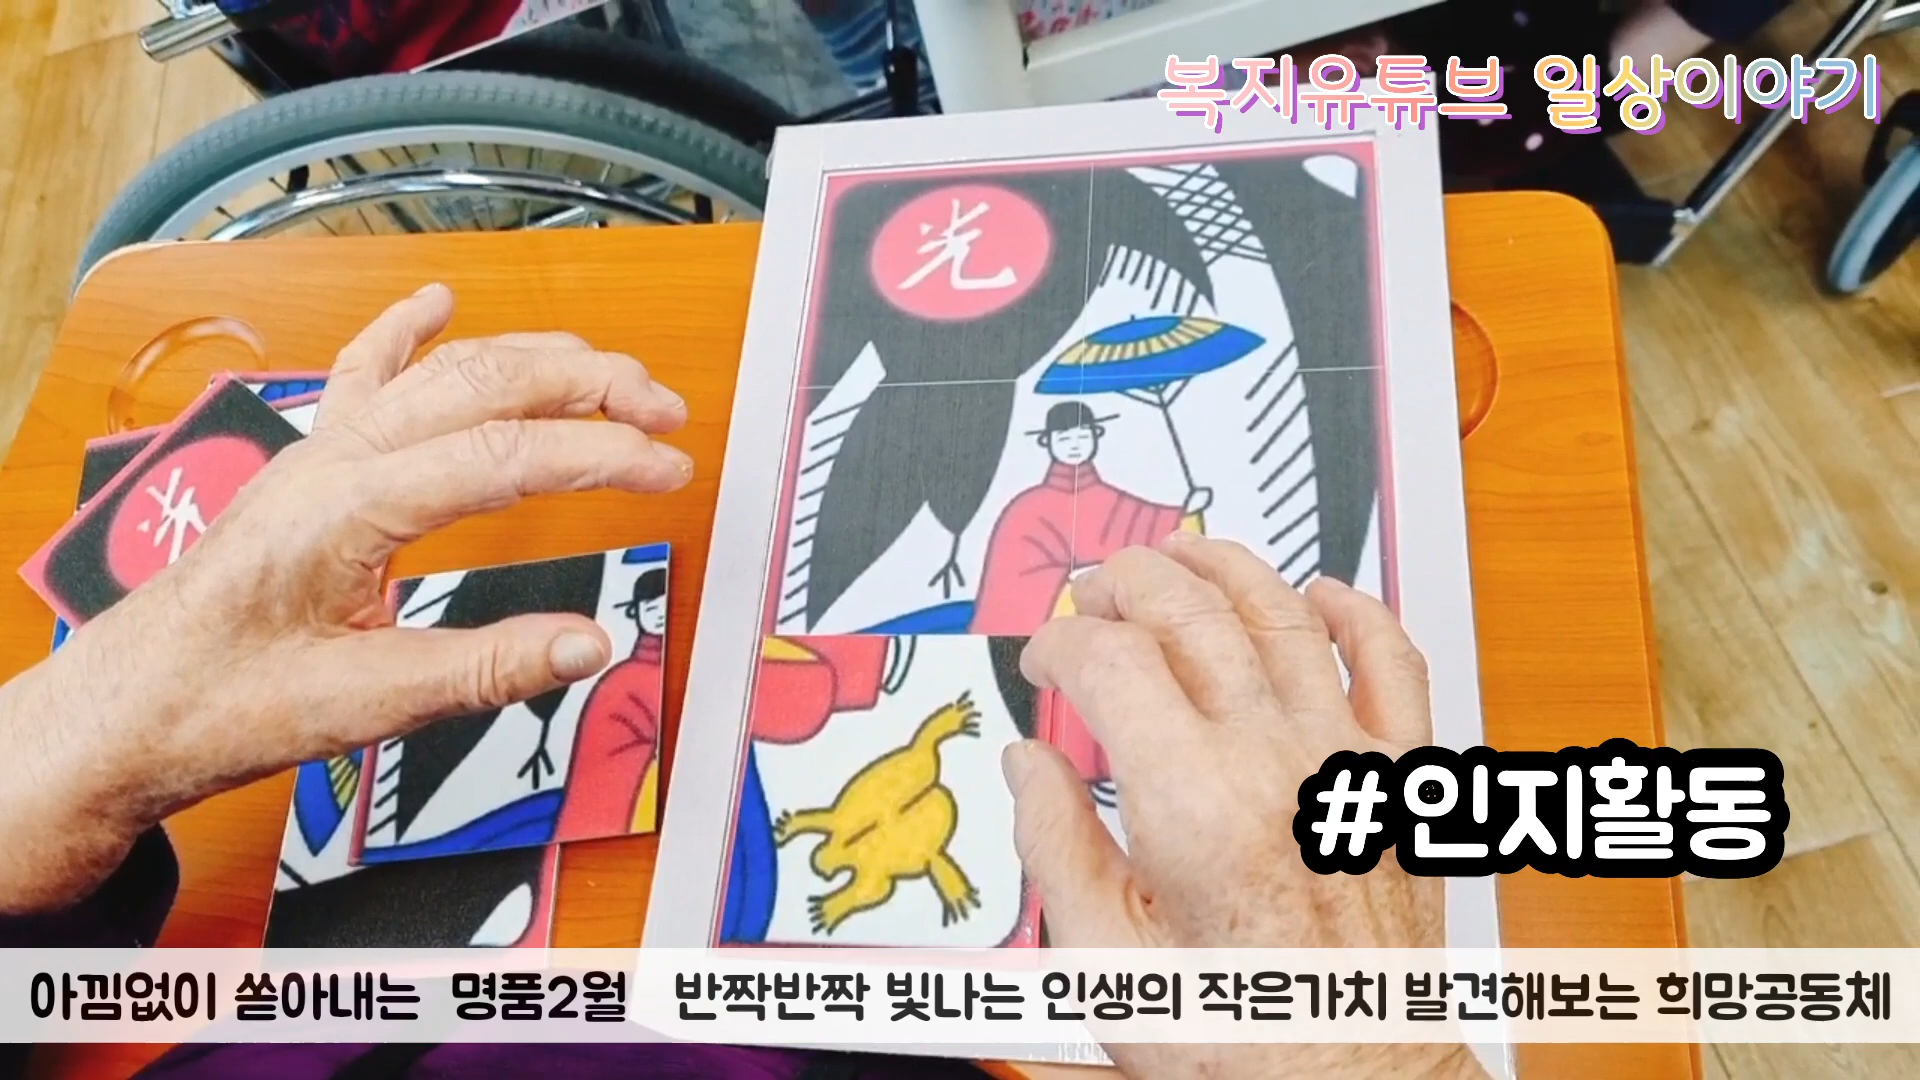 복지유튜브 일상이야기
光
光
#인지활동
아낌없이 쏟아내는 명품2월 반짝반짝 빛나는 인생의 작은가치 발견해보는 희망공동체